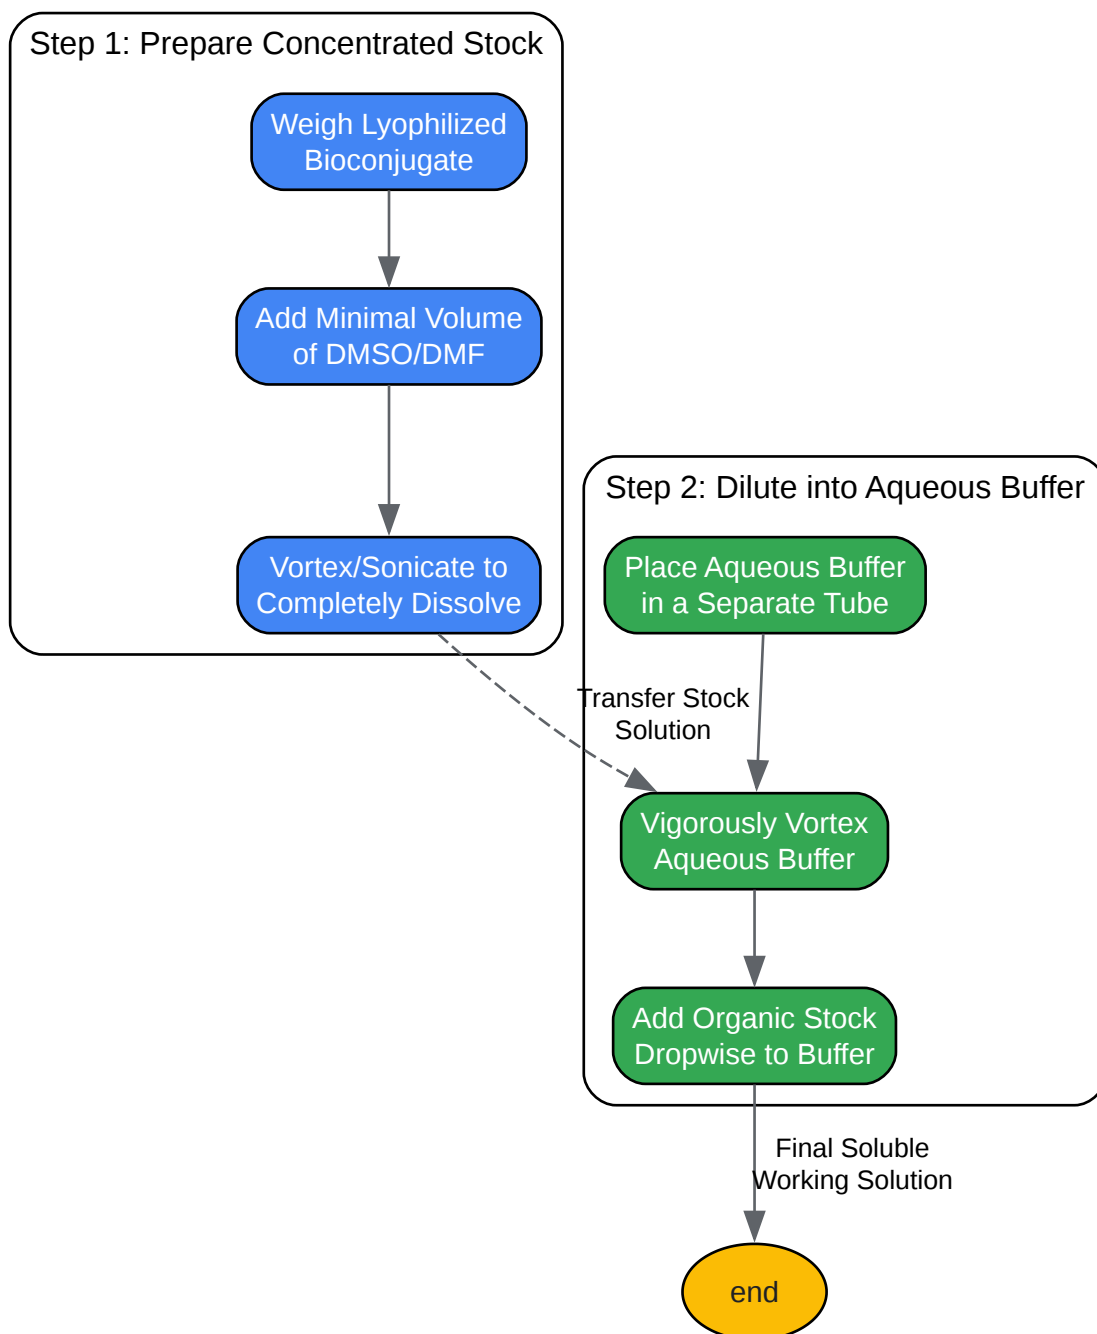 Step 1: Prepare Concentrated Stock
Weigh Lyophilized
Bioconjugate
Add Minimal Volume
of DMSO/DMF
Vortex/Sonicate to
Completely Dissolve
Step 2: Dilute into Aqueous Buffer
Place Aqueous Buffer
in a Separate Tube
Transfer Stock
Solution
Vigorously Vortex
Aqueous Buffer
Add Organic Stock
Dropwise to Buffer
Final Soluble
Working Solution
end